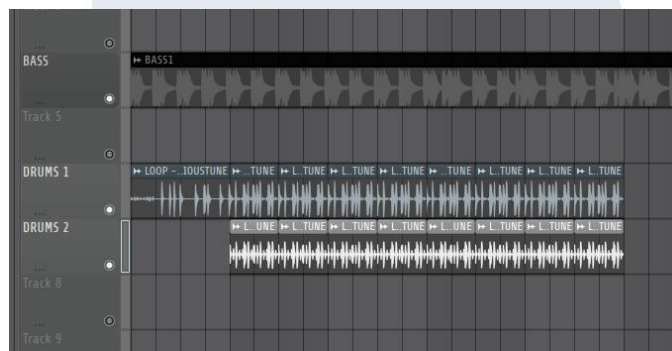 BASS
BASS1
...
Track 5
...
DRUMS 1
LOOP - ..IOUSTUNE ..TUNE L..TUNE L..TUNE L..TUNE ..TUNE L..TUNE L..TUNE L..TUNE
...
DRUMS 2
L...UNE L..TUNE L..TUNE L..TUNE L...UNE L..TUNE L..TUNE L..TUNE
...
Track 8
...
Track 9